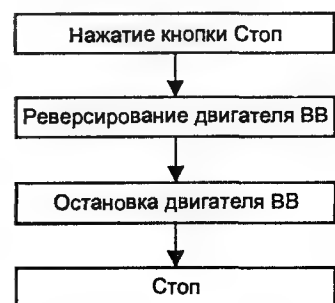 Нажатие кнопки Стоп
Реверсирование двигателя ВВ
Остановка двигателя ВВ
Стоп